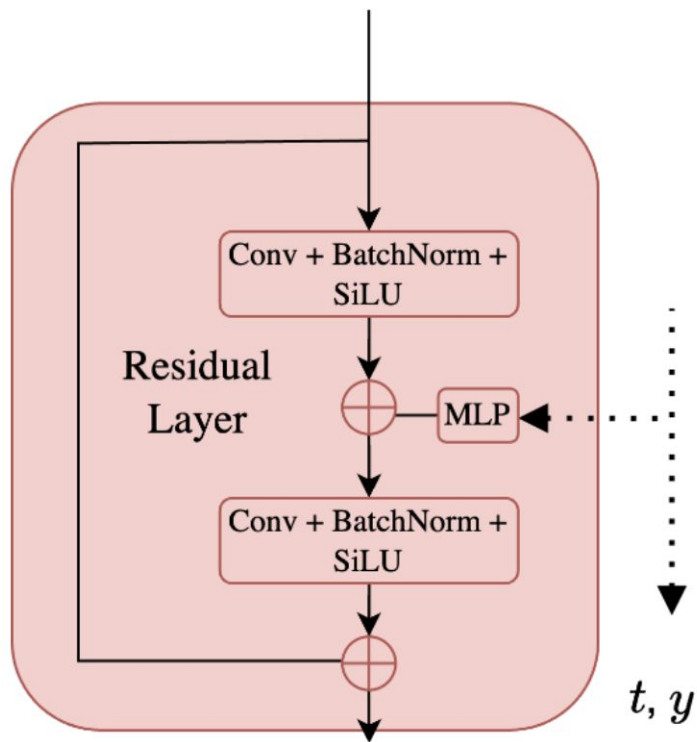 Conv + BatchNorm +
SiLU
Residual
Layer
MLP
Conv + BatchNorm +
SiLU
t, y